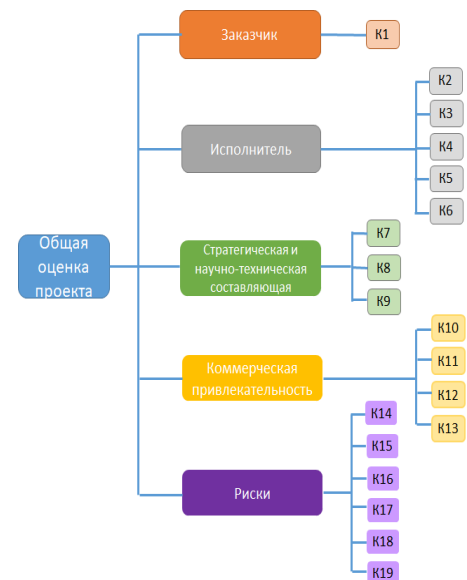 Общая
оценка
проекта
Заказчик
К1
Исполнитель
К2
К3
К4
К5
К6
Стратегическая и
научно-техническая
составляющая
К7
К8
К9
Коммерческая
привлекательность
К10
К11
К12
К13
Риски
К14
К15
К16
К17
К18
К19